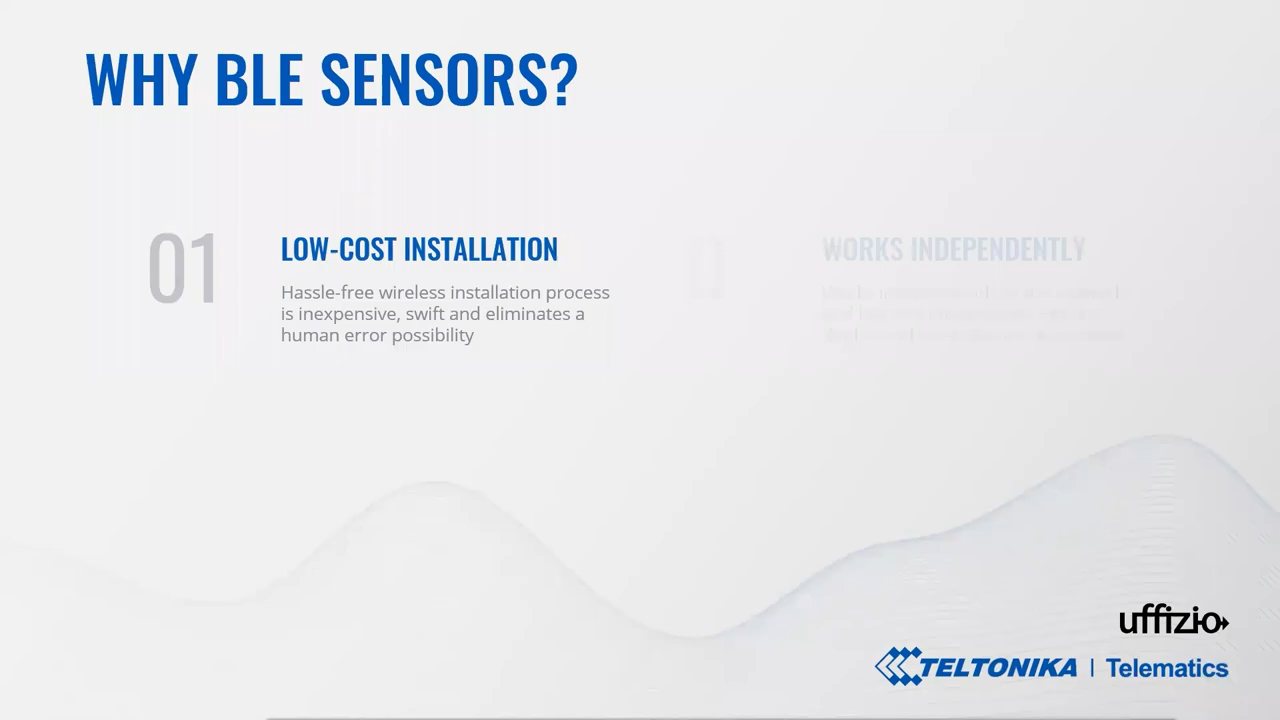 WHY BLE SENSORS?
01
LOW-COST INSTALLATION
Hassle-free wireless installation process
is inexpensive, swift and eliminates a
human error possibility
WORKS INDEPENDENTLY
uffizio
TELTONIKA | Telematics